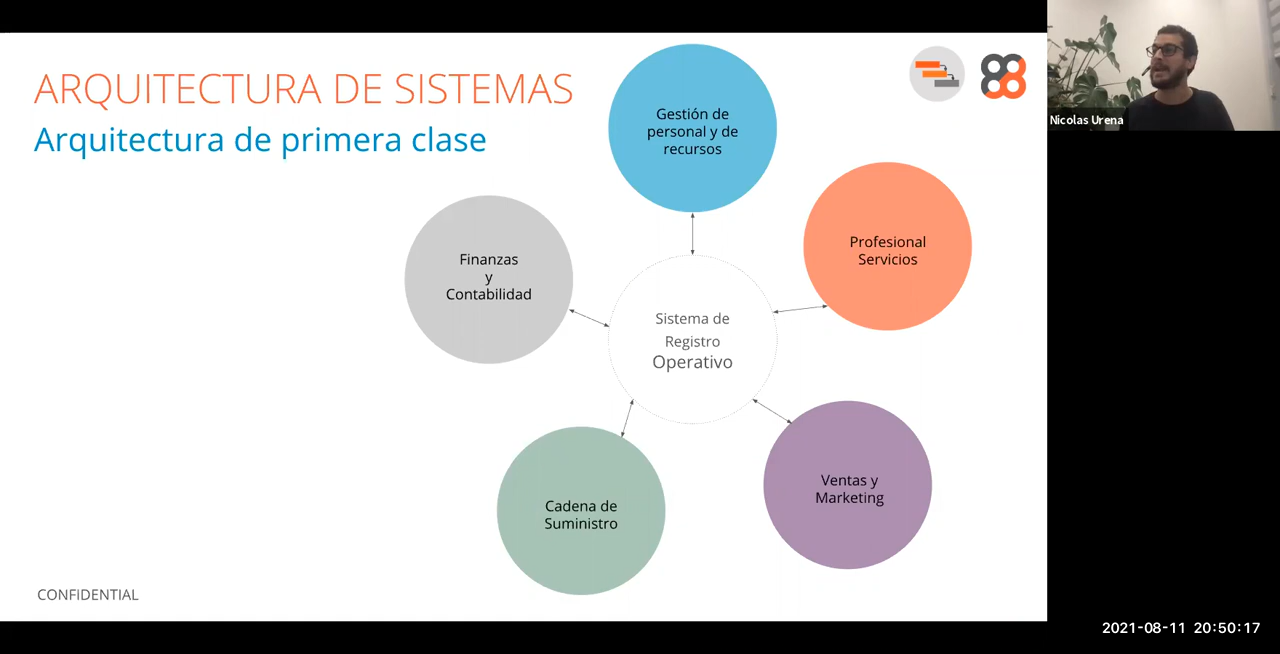 ARQUITECTURA DE SISTEMAS
Arquitectura de primera clase
Gestión de
personal y de
recursos
Profesional
Servicios
Finanzas
y
Contabilidad
Sistema de
Registro
Operativo
Ventas y
Marketing
Cadena de
Suministro
CONFIDENTIAL
88
Nicolas Urena
2021-08-11 20:50:17